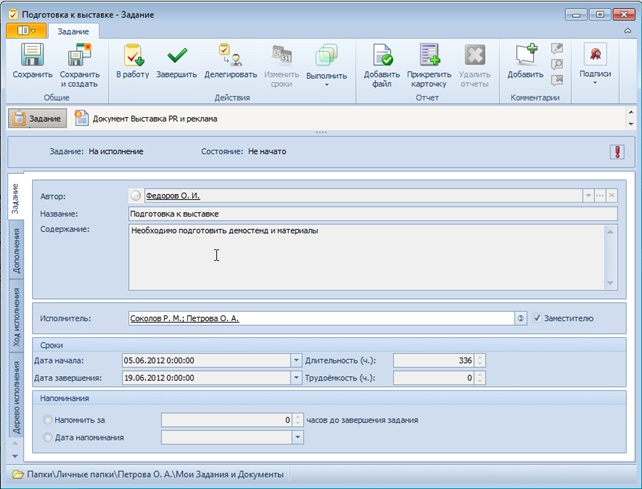 Подготовка к выставке - Задание
Задание
Сохранить
Сохранить и создать
В работу
Завершить
Делегировать
Изменить сроки
Выполнить
Добавить файл
Прикрепить карточку
Удалить отчеты
Добавить
Подписи
Общие
Действия
Отчет
Комментарии
Задание
Документ Выставка PR и реклама
Задание: На исполнение Состояние: Не начато
Задание
Дополнения
Ход исполнения
Дерево исполнения
Автор: Федоров О. И.
Название: Подготовка к выставке
Содержание: Необходимо подготовить демостенд и материалы
Исполнитель: Соколов Р. М.; Петрова О. А. Заместителю
Сроки
Дата начала: 05.06.2012 0:00:00 Длительность (ч.): 336
Дата завершения: 19.06.2012 0:00:00 Трудоёмкость (ч.): 0
Напоминания
Напомнить за 0 часов до завершения задания
Дата напоминания
Папки\Личные папки\Петрова О. А.\Мои Задания и Документы